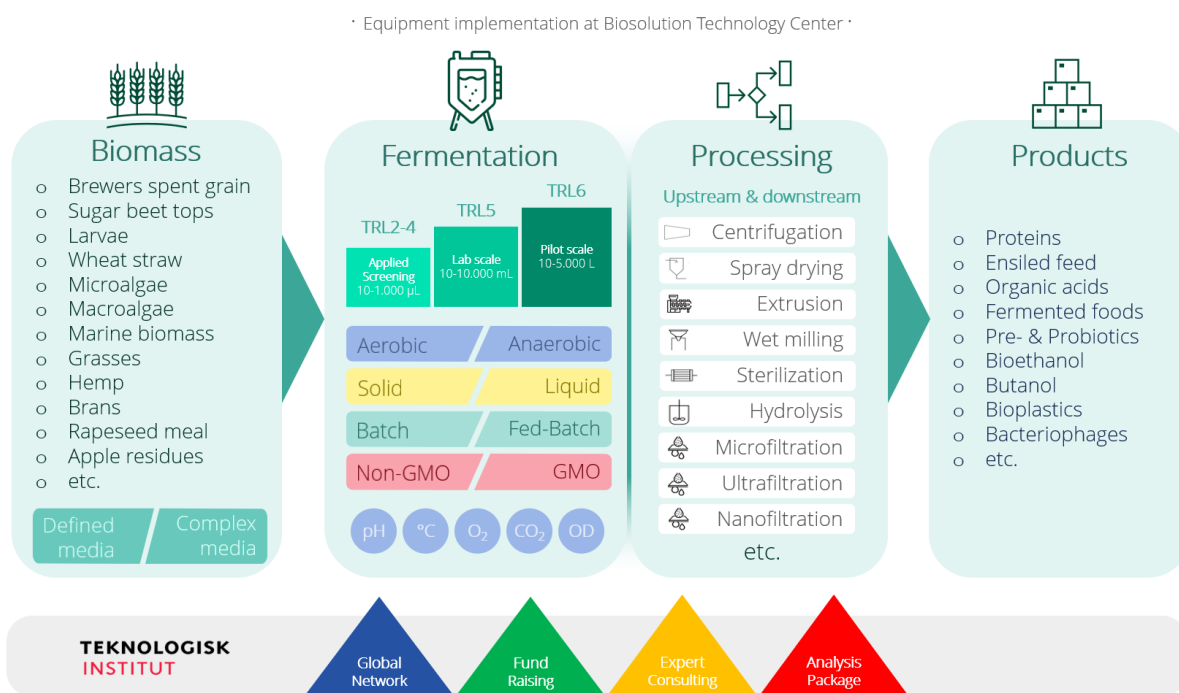 · Equipment implementation at Biosolution Technology Center ·
Biomass
o Brewers spent grain
o Sugar beet tops
o Larvae
o Wheat straw
o Microalgae
o Macroalgae
o Marine biomass
o Grasses
o Hemp
o Brans
o Rapeseed meal
o Apple residues
o etc.
Defined
media
Complex
media
Fermentation
TRL2-4
Applied
Screening
10-1.000 µL
TRL5
Lab scale
10-10.000 mL
TRL6
Pilot scale
10-5.000 L
Aerobic
Anaerobic
Solid
Liquid
Batch
Fed-Batch
Non-GMO
GMO
pH
°C
O₂
CO₂
OD
Processing
Upstream & downstream
Centrifugation
Spray drying
Extrusion
Wet milling
Sterilization
Hydrolysis
Microfiltration
Ultrafiltration
Nanofiltration
etc.
Products
o Proteins
o Ensiled feed
o Organic acids
o Fermented foods
o Pre- & Probiotics
o Bioethanol
o Butanol
o Bioplastics
o Bacteriophages
o etc.
TEKNOLOGISK
INSTITUT
Global
Network
Fund
Raising
Expert
Consulting
Analysis
Package